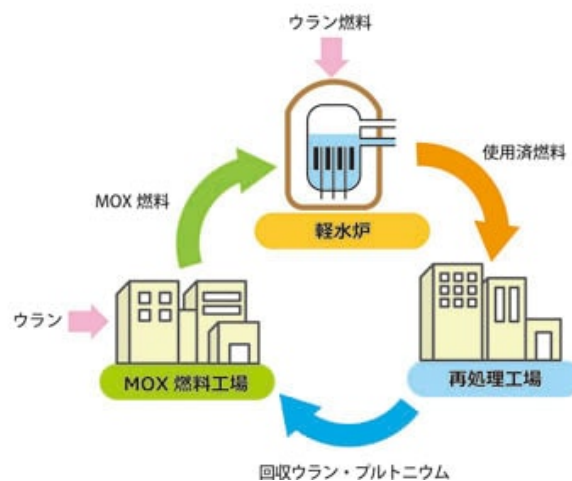 ウラン燃料
使用済燃料
MOX 燃料
軽水炉
ウラン
MOX 燃料工場
再処理工場
回収ウラン・プルトニウム